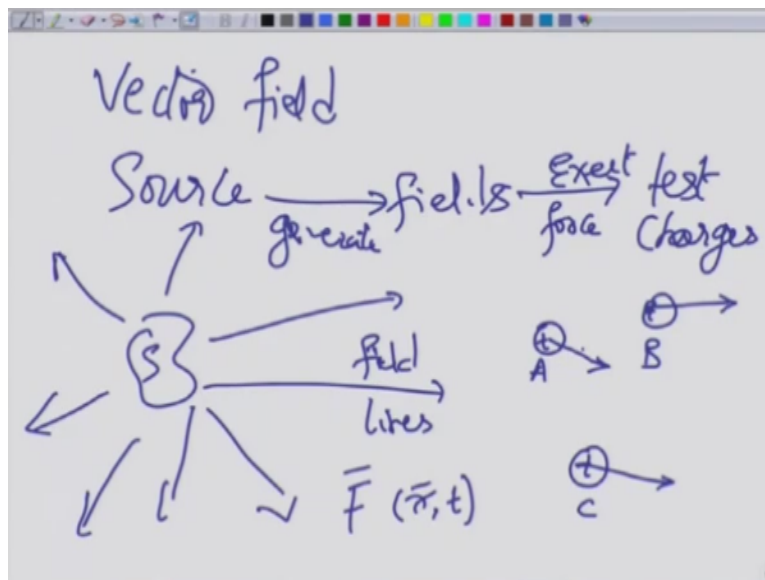 Vector field
Source generate fields Exert force test charges
S
field
lines
+ A
+ B
+ C
F̅ (x̅, t)